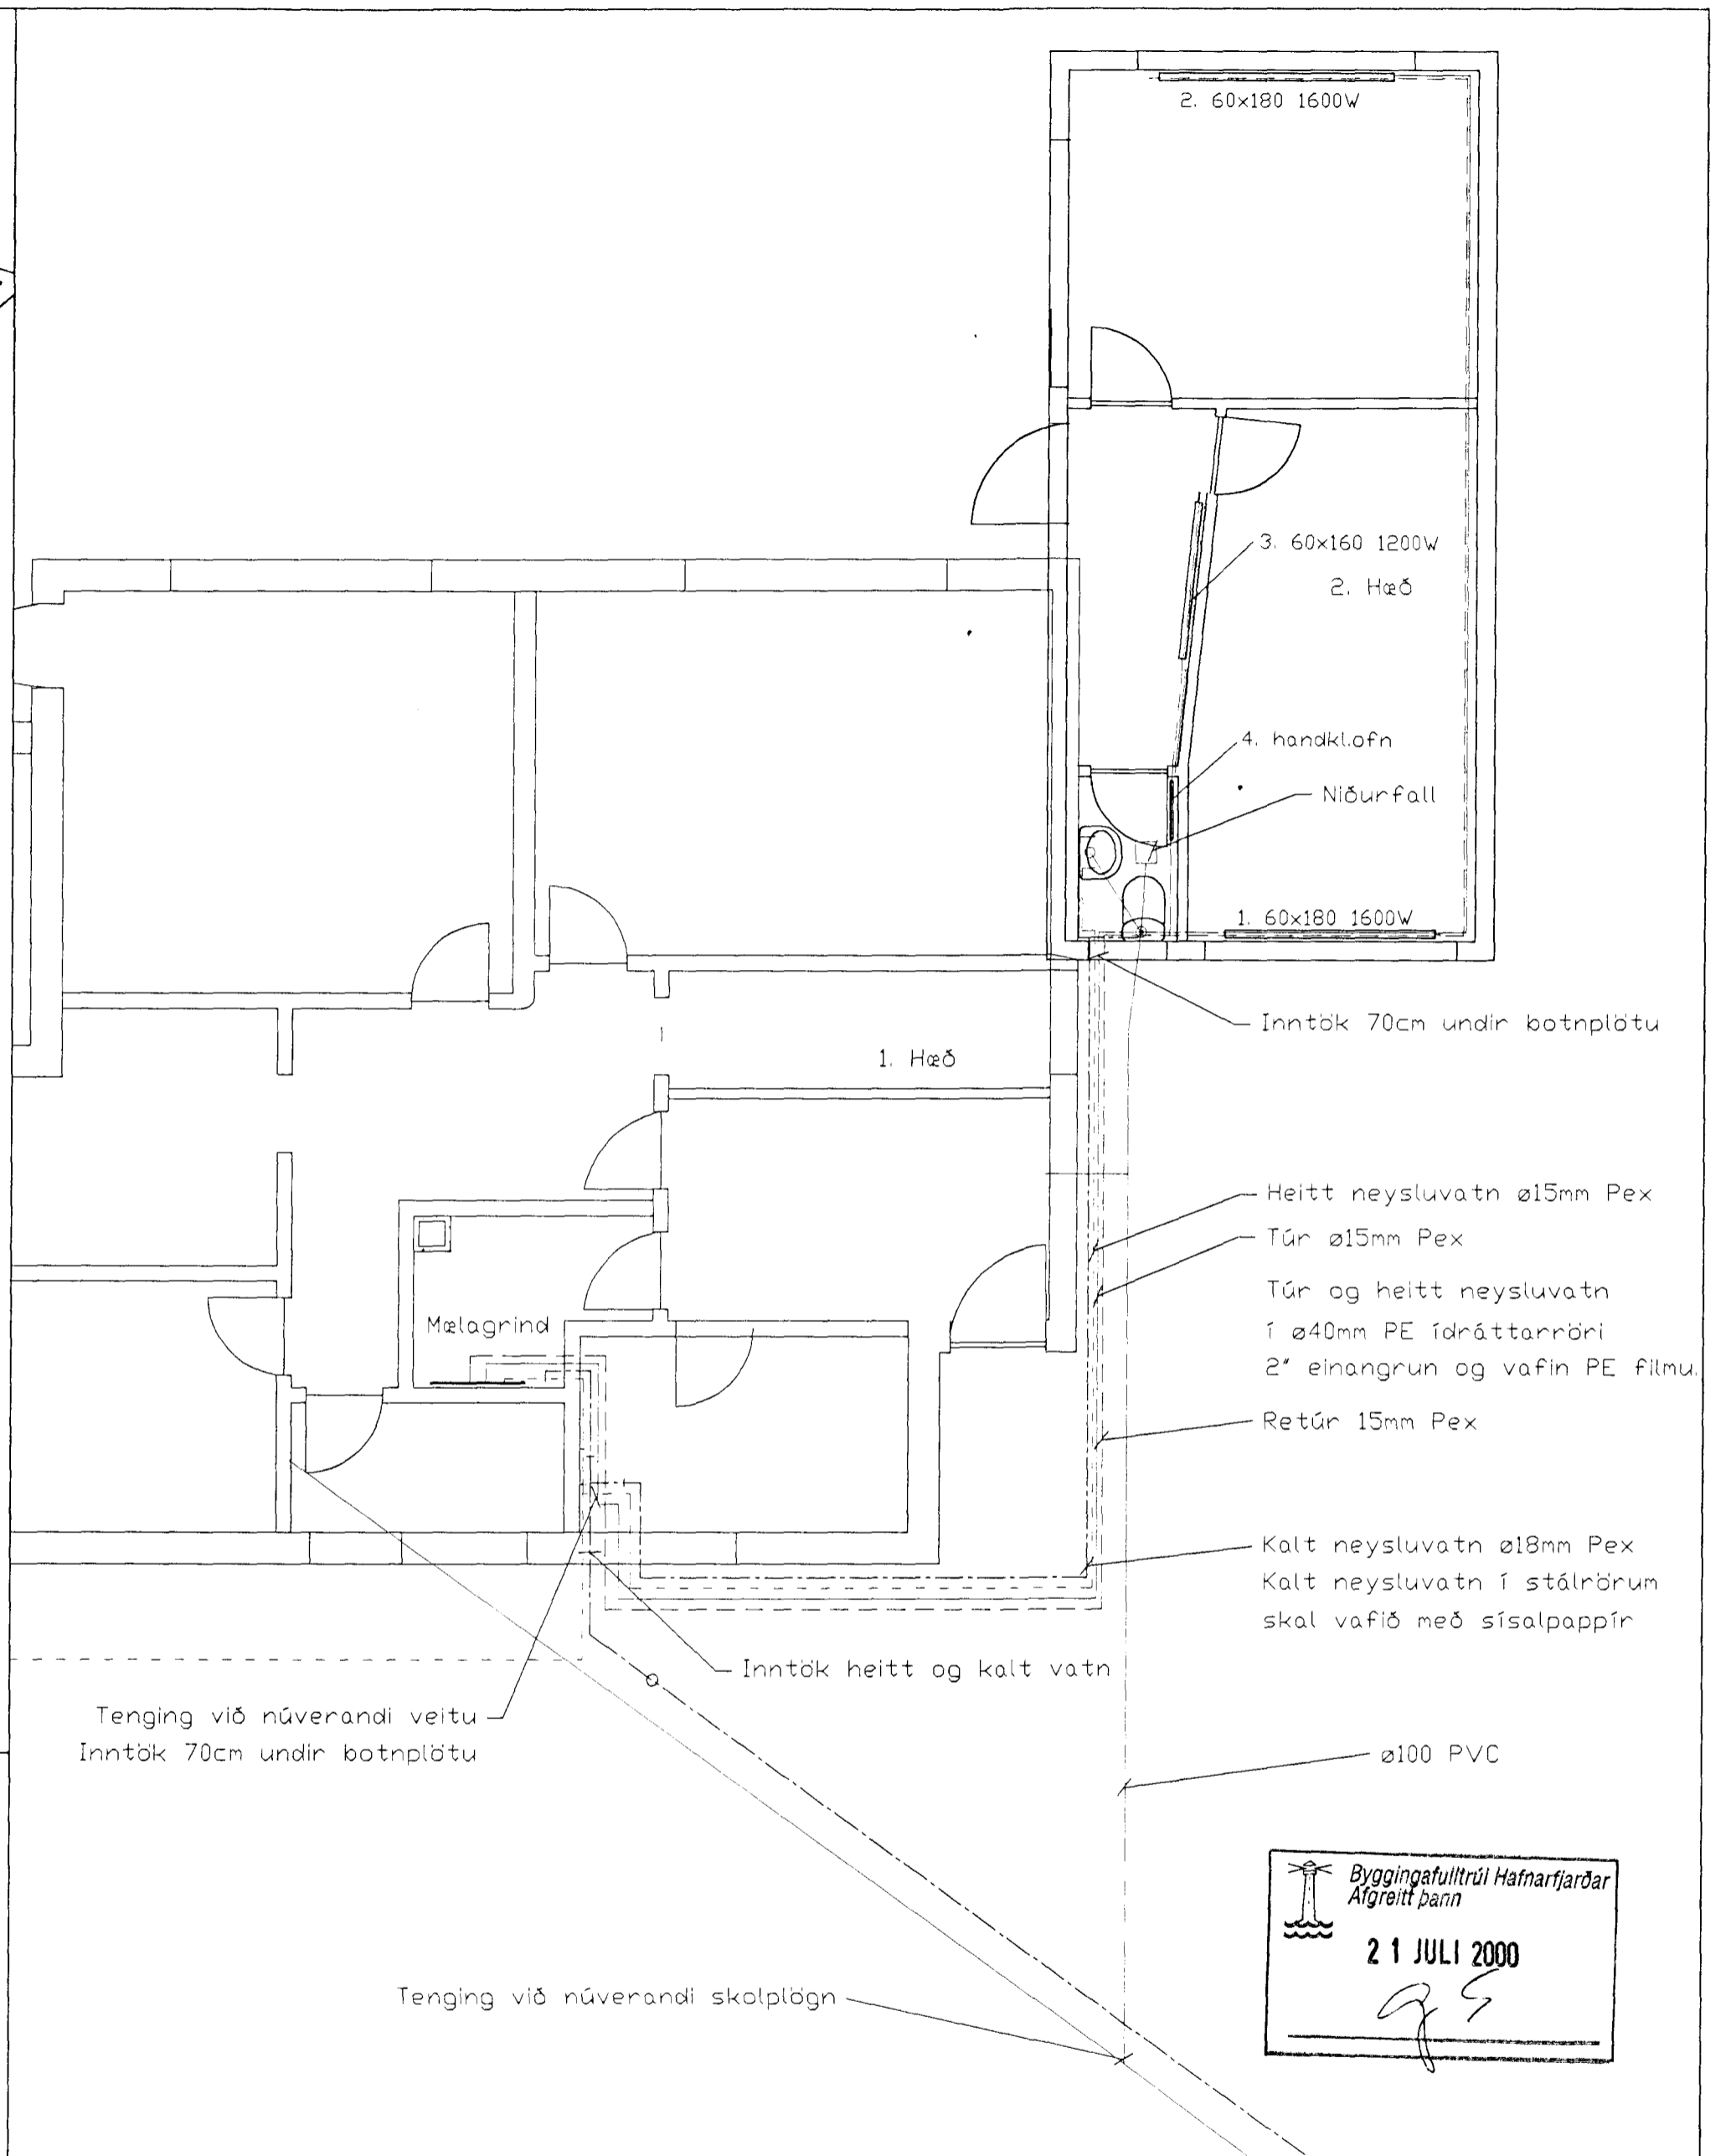 2. 60x180 1600W
3. 60x160 1200W
2. Hæð
4. handkl.ofn
Niðurfall
1. 60x180 1600W
Inntök 70cm undir botnplötu
1. Hæð
Heitt neysluvatn ø15mm Pex
Túr ø15mm Pex
Túr og heitt neysluvatn
í ø40mm PE ídráttarröri
2" einangrun og vafin PE filmu.
Mælagrind
Retúr 15mm Pex
Kalt neysluvatn ø18mm Pex
Kalt neysluvatn í stálrörum
skal vafið með sísalpappír
Inntök heitt og kalt vatn
Tenging við núverandi veitu
Inntök 70cm undir botnplötu
ø100 PVC
Byggingafulltrúi Hafnarfjarðar
Afgreitt þann
21 JULI 2000
Tenging við núverandi skolplögn